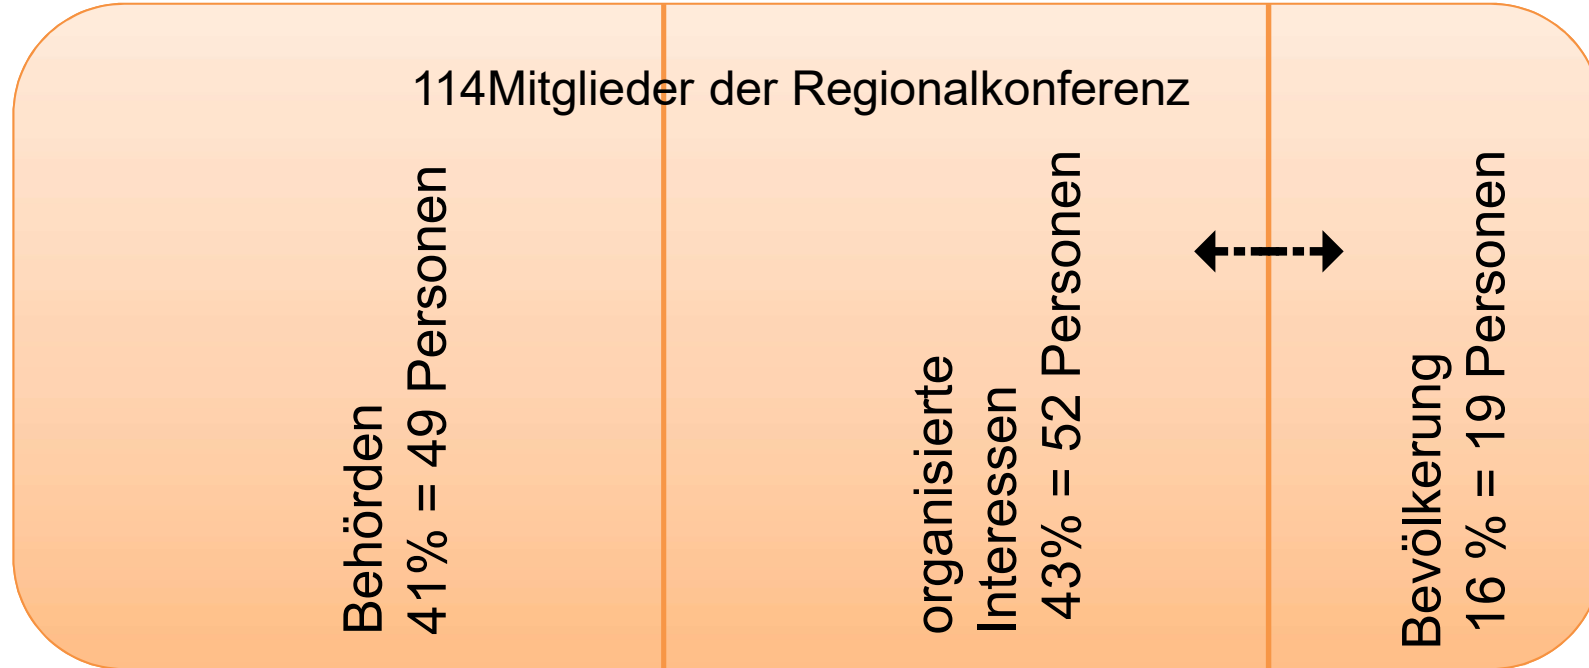 114Mitglieder der Regionalkonferenz
Behörden
41% = 49 Personen
organisierte
Interessen
43% = 52 Personen
Bevölkerung
16 % = 19 Personen